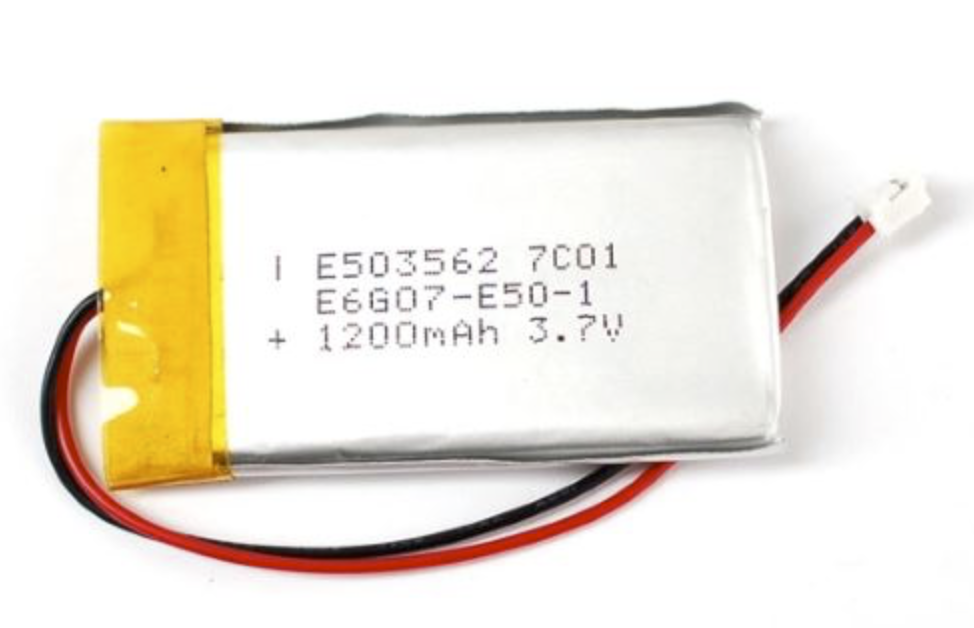 | E503562 7C01
E6G07-E50-1
+ 1200mAh 3.7V